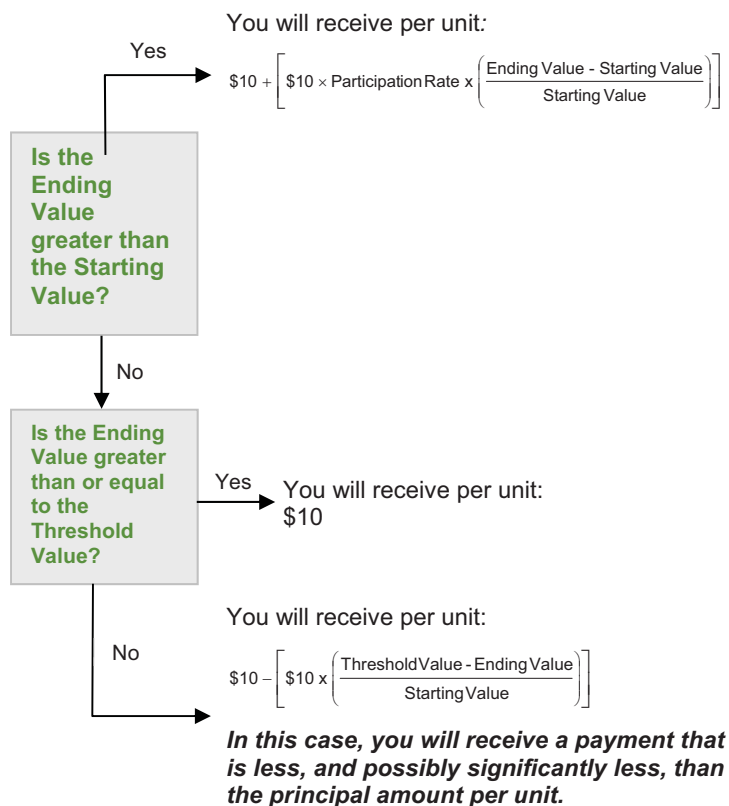 You will receive per unit:
Yes
$10 + [ $10 × Participation Rate x ( Ending Value - Starting Value / Starting Value ) ]
Is the
Ending
Value
greater than
the Starting
Value?
No
Is the Ending
Value greater
than or equal
to the
Threshold
Value?
Yes
You will receive per unit:
$10
You will receive per unit:
No
$10 – [ $10 x ( Threshold Value - Ending Value / Starting Value ) ]
In this case, you will receive a payment that
is less, and possibly significantly less, than
the principal amount per unit.